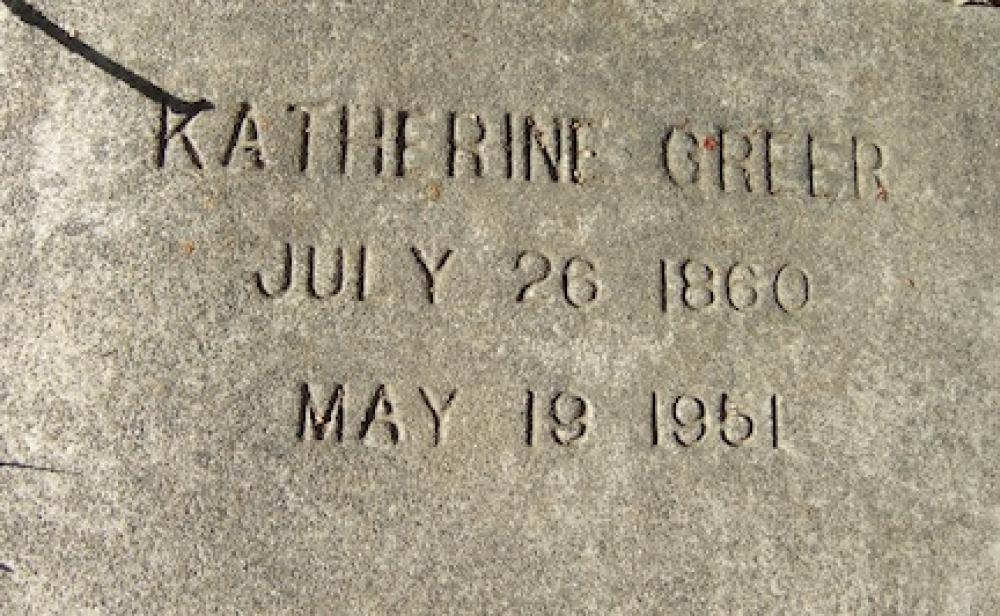 KATHERINE GREER
JULY 26 1860
MAY 19 1951